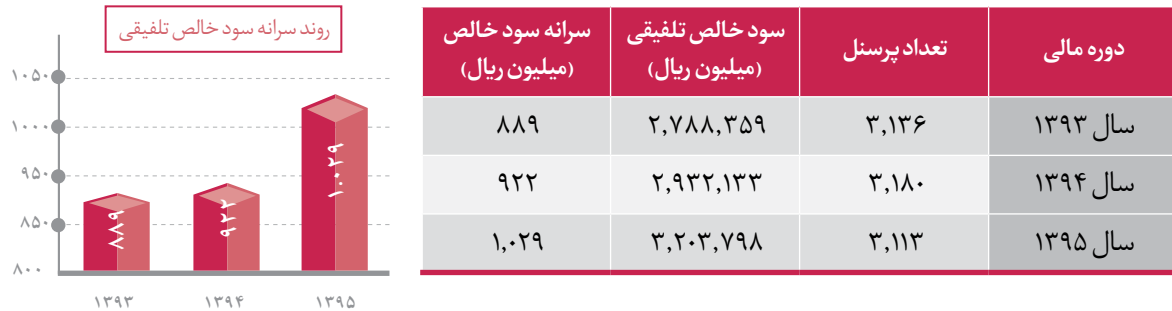 دوره مالی
تعداد پرسنل
سود خالص تلفیقی
(میلیون ریال)
سرانه سود خالص
(میلیون ریال)
سال ۱۳۹۳
۳,۱۳۶
۲,۷۸۸,۳۵۹
۸۸۹
سال ۱۳۹۴
۳,۱۸۰
۲,۹۳۲,۱۳۳
۹۲۲
سال ۱۳۹۵
۳,۱۱۳
۳,۲۰۳,۷۹۸
۱,۰۲۹
روند سرانه سود خالص تلفیقی
۱۰۵۰
۱۰۰۰
۹۵۰
۸۵۰
۸۰۰
۸۸۹
۹۲۲
۱۰۰۲۹
۱۳۹۳
۱۳۹۴
۱۳۹۵